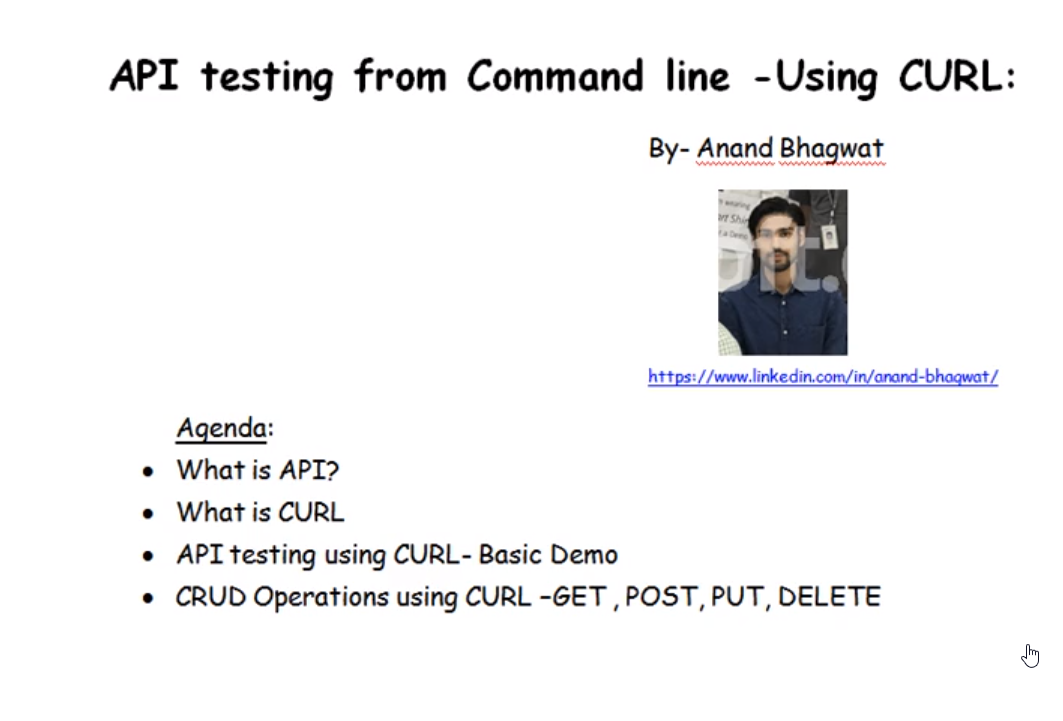 API testing from Command line -Using CURL:
By- Anand Bhagwat
https://www.linkedin.com/in/anand-bhagwat/
Agenda:
• What is API?
• What is CURL
• API testing using CURL- Basic Demo
• CRUD Operations using CURL –GET , POST, PUT, DELETE